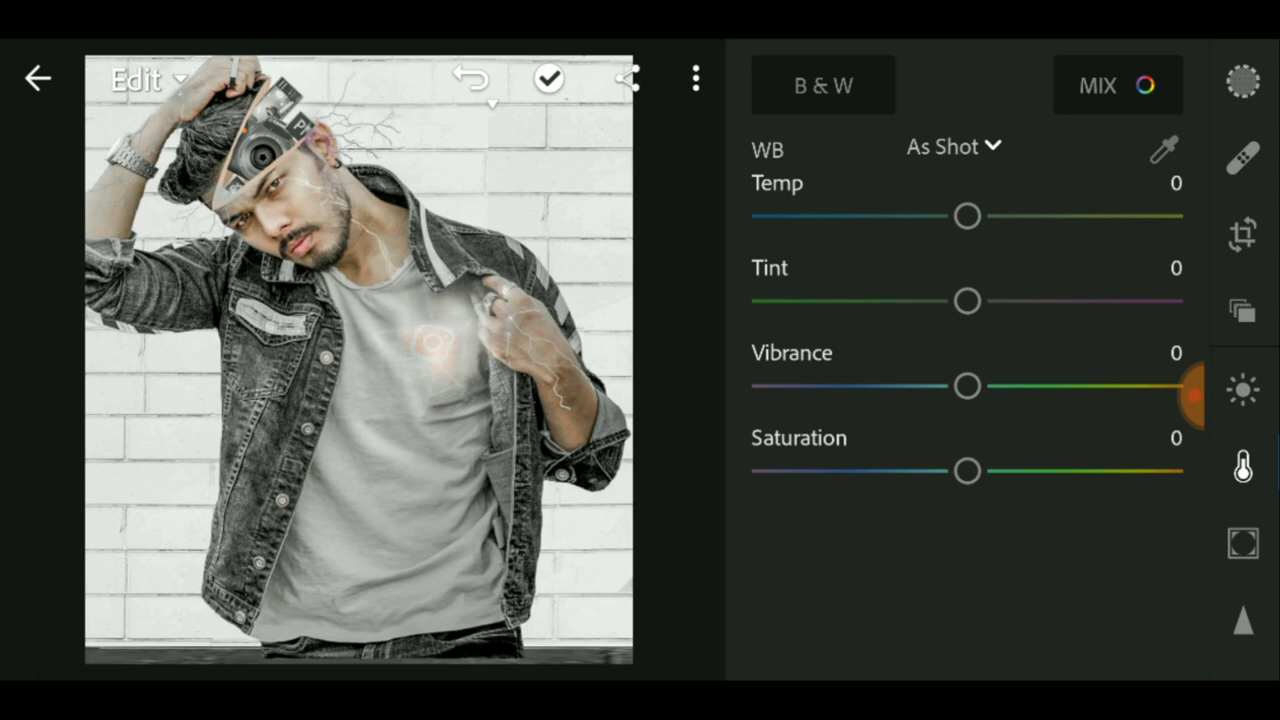 Edit
B & W
MIX
WB
As Shot
Temp
0
Tint
0
Vibrance
0
Saturation
0